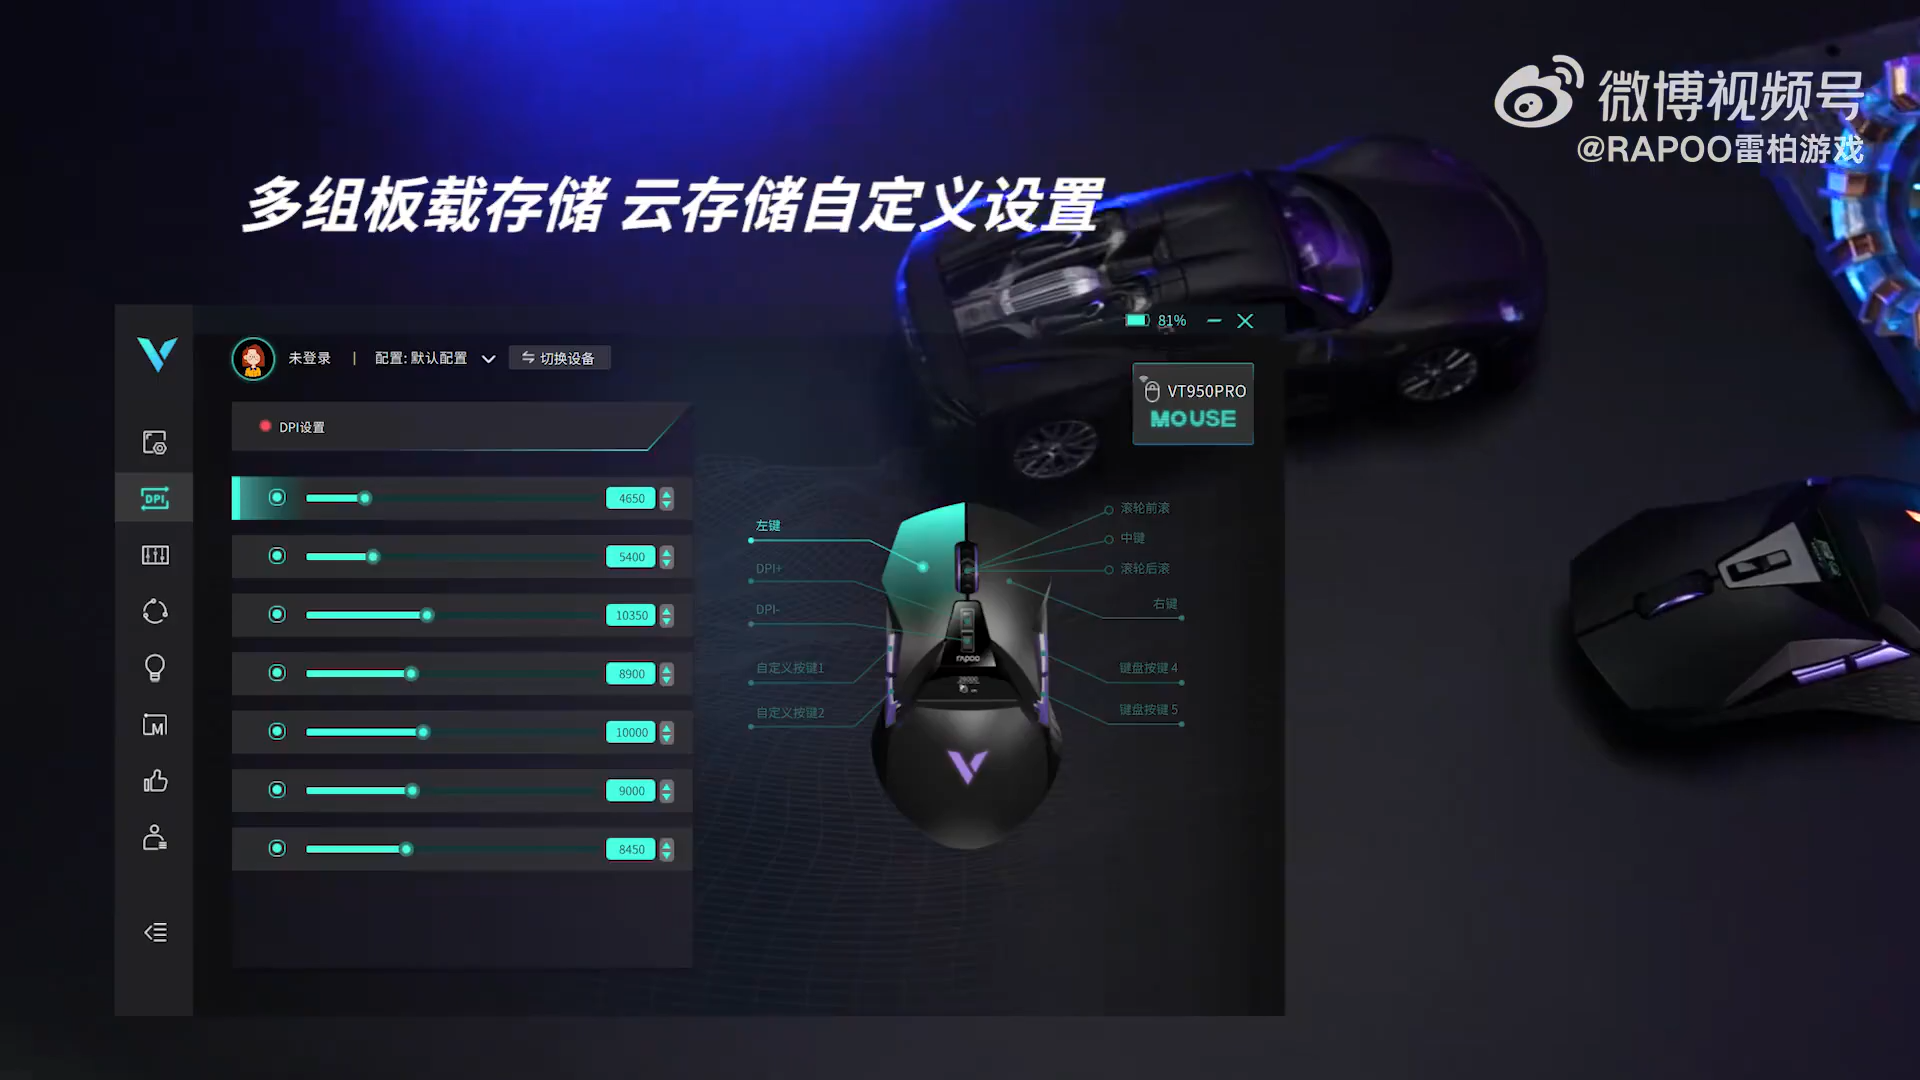 微博视频号
@RAPOO雷柏游戏
多组板载存储 云存储自定义设置
81%
未登录 | 配置: 默认配置 切换设备
VT950PRO
MOUSE
DPI设置
DPI
4650
5400
10350
8900
10000
9000
8450
M
左键
DPI+
DPI-
自定义按键1
自定义按键2
滚轮前滚
中键
滚轮后滚
右键
键盘按键 4
键盘按键 5
rapoo